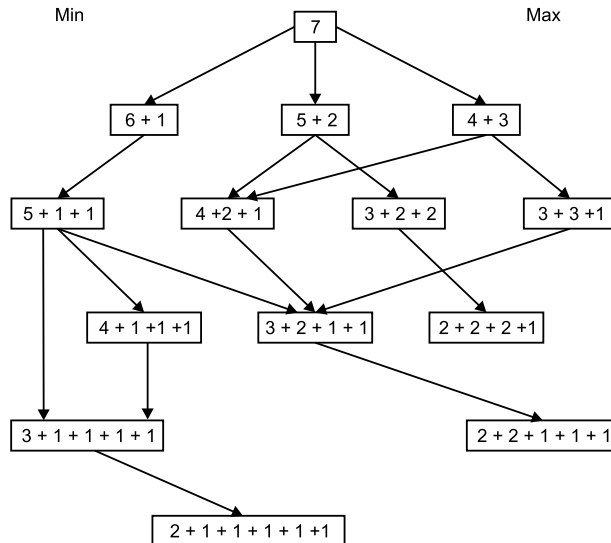 Min
Max
7
6 + 1
5 + 2
4 + 3
5 + 1 + 1
4 +2 + 1
3 + 2 + 2
3 + 3 +1
4 + 1 +1 +1
3 + 2 + 1 + 1
2 + 2 + 2 +1
3 + 1 + 1 + 1 + 1
2 + 2 + 1 + 1 + 1
2 + 1 + 1 + 1 + 1 +1